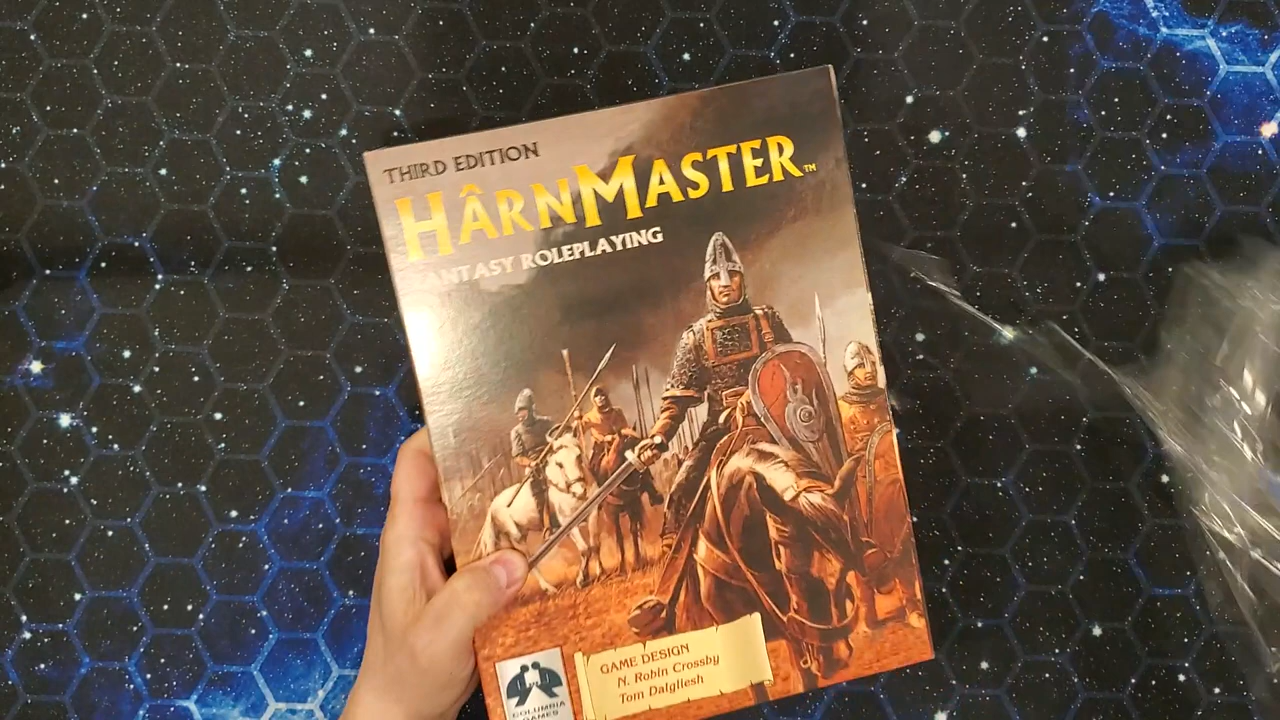 THIRD EDITION
HÂRNMASTER™
FANTASY ROLEPLAYING
GAME DESIGN
N. Robin Crossby
Tom Dalgliesh
COLUMBIA
GAMES